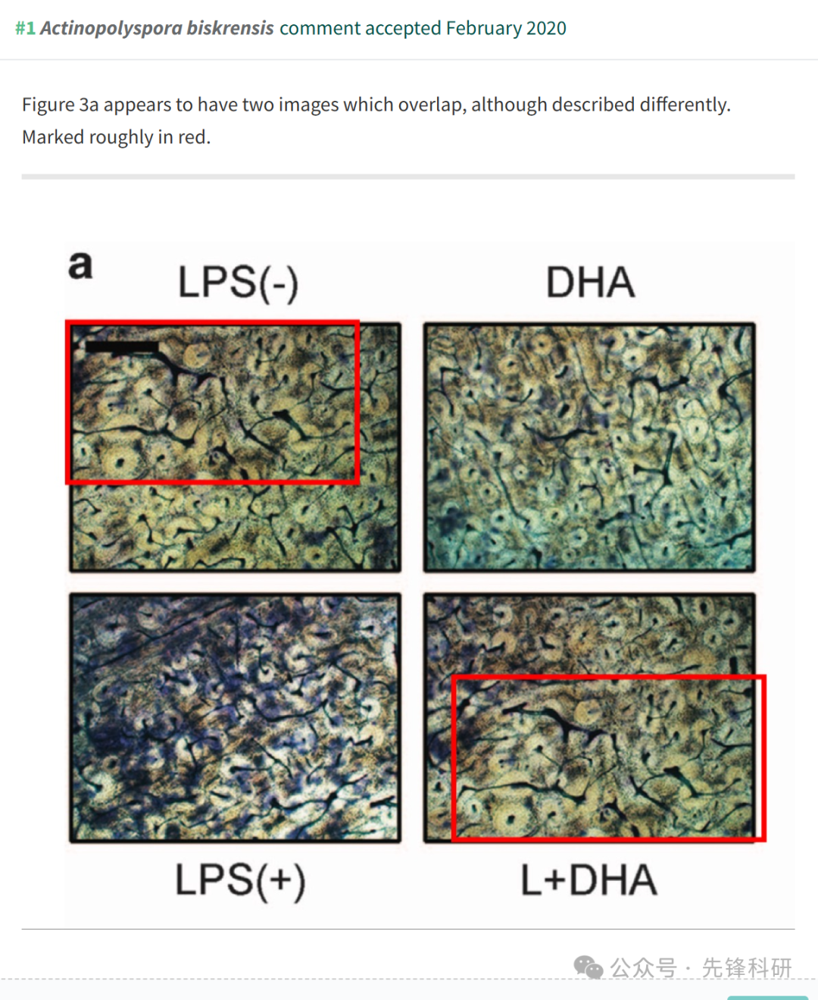 #1 Actinopolyspora biskrensis comment accepted February 2020
Figure 3a appears to have two images which overlap, although described differently.
Marked roughly in red.
a
LPS(-)
DHA
LPS(+)
L+DHA
公众号 · 先锋科研